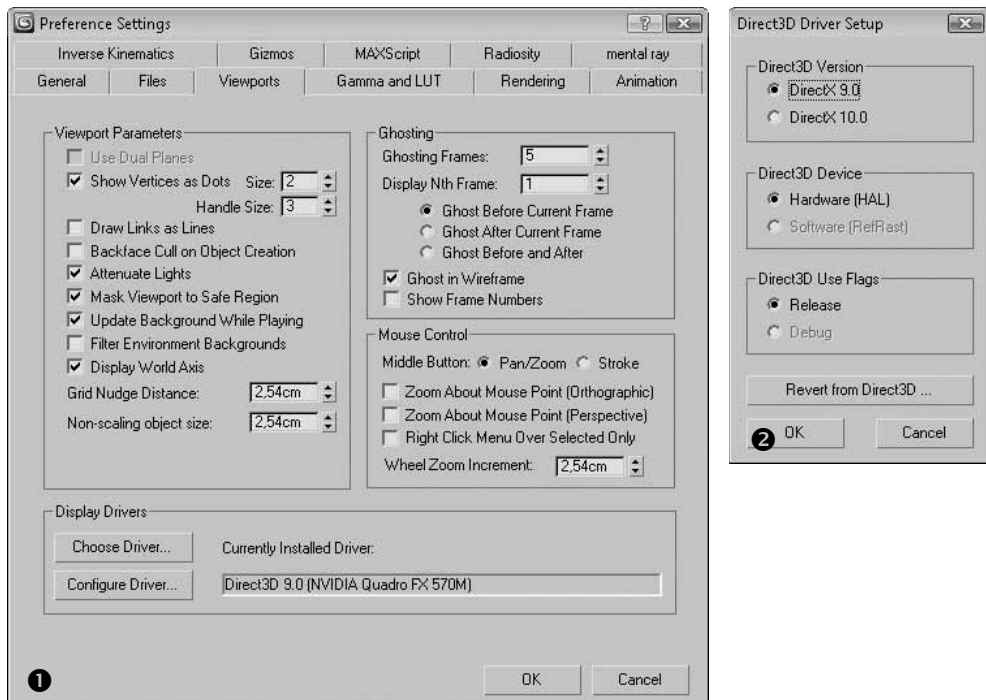 Preference Settings
Inverse Kinematics Gizmos MAXScript Radiosity mental ray
General Files Viewports Gamma and LUT Rendering Animation
Viewport Parameters
Use Dual Planes
Show Vertices as Dots Size: 2
Handle Size: 3
Draw Links as Lines
Backface Cull on Object Creation
Attenuate Lights
Mask Viewport to Safe Region
Update Background While Playing
Filter Environment Backgrounds
Display World Axis
Grid Nudge Distance: 2,54cm
Non-scaling object size: 2,54cm
Ghosting
Ghosting Frames: 5
Display Nth Frame: 1
Ghost Before Current Frame
Ghost After Current Frame
Ghost Before and After
Ghost in Wireframe
Show Frame Numbers
Mouse Control
Middle Button: Pan/Zoom Stroke
Zoom About Mouse Point (Orthographic)
Zoom About Mouse Point (Perspective)
Right Click Menu Over Selected Only
Wheel Zoom Increment: 2,54cm
Display Drivers
Choose Driver... Currently Installed Driver:
Configure Driver... Direct3D 9.0 (NVIDIA Quadro FX 570M)
1 OK Cancel
Direct3D Driver Setup
Direct3D Version
DirectX 9.0
DirectX 10.0
Direct3D Device
Hardware (HAL)
Software (RefRast)
Direct3D Use Flags
Release
Debug
Revert from Direct3D ...
2 OK Cancel